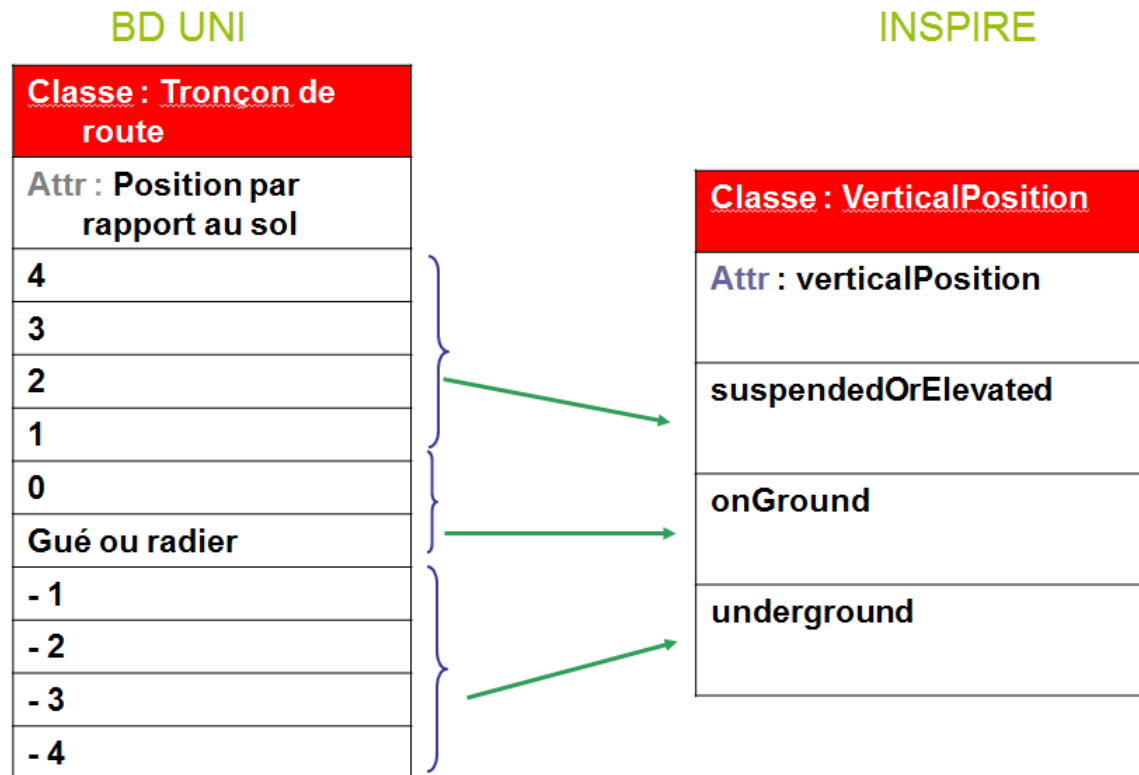 BD UNI
INSPIRE
Classe : Tronçon de
route
Attr : Position par
rapport au sol
4
3
2
1
0
Gué ou radier
- 1
- 2
- 3
- 4
Classe : VerticalPosition
Attr : verticalPosition
suspendedOrElevated
onGround
underground